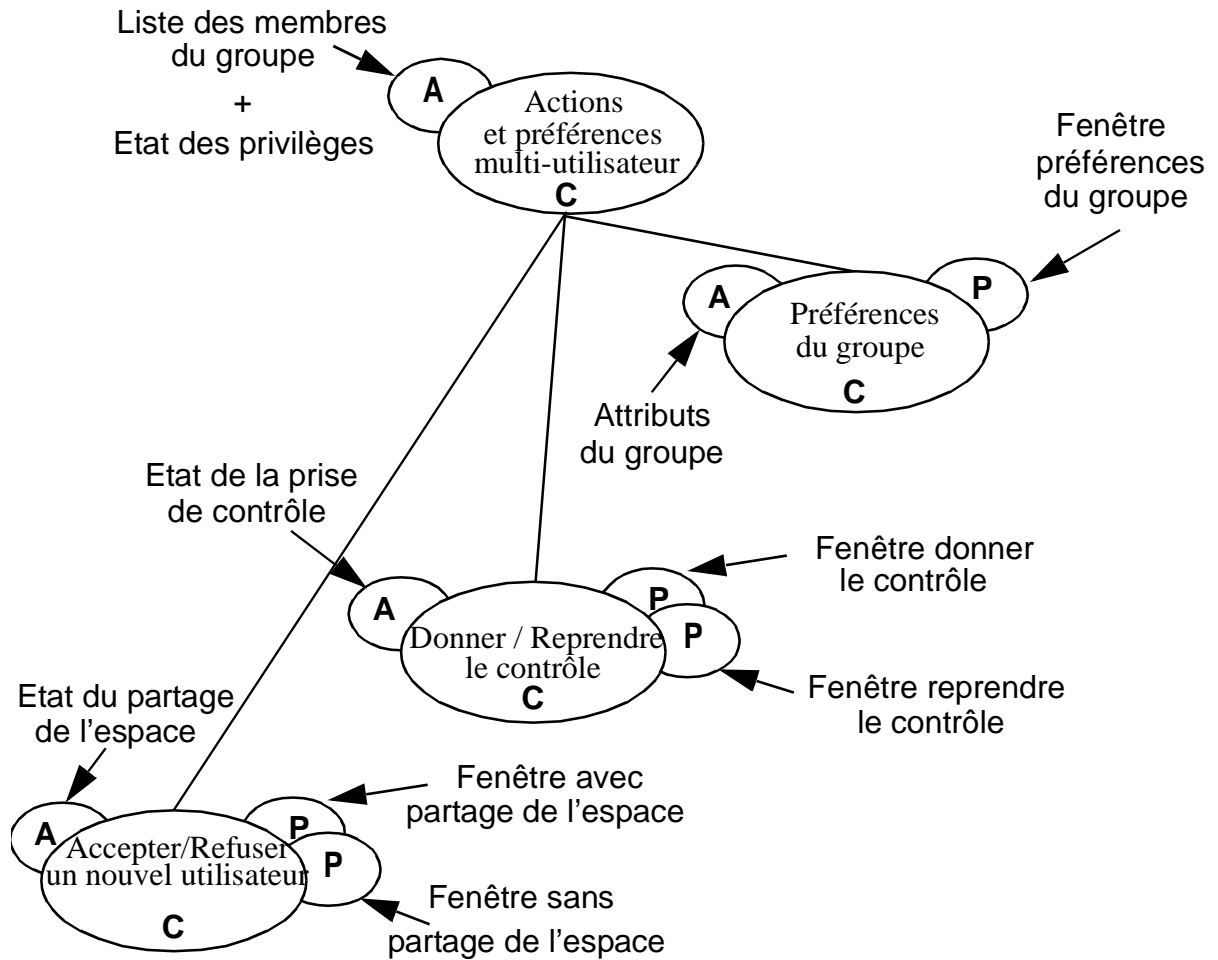 Liste des membres
du groupe
+
Etat des privilèges
A
Actions
et préférences
multi-utilisateur
C
Fenêtre
préférences
du groupe
A
P
Préférences
du groupe
C
Attributs
du groupe
Etat de la prise
de contrôle
A
P
P
Donner / Reprendre
le contrôle
C
Fenêtre donner
le contrôle
Fenêtre reprendre
le contrôle
Etat du partage
de l'espace
A
P
P
Accepter/Refuser
un nouvel utilisateur
C
Fenêtre avec
partage de l'espace
Fenêtre sans
partage de l'espace